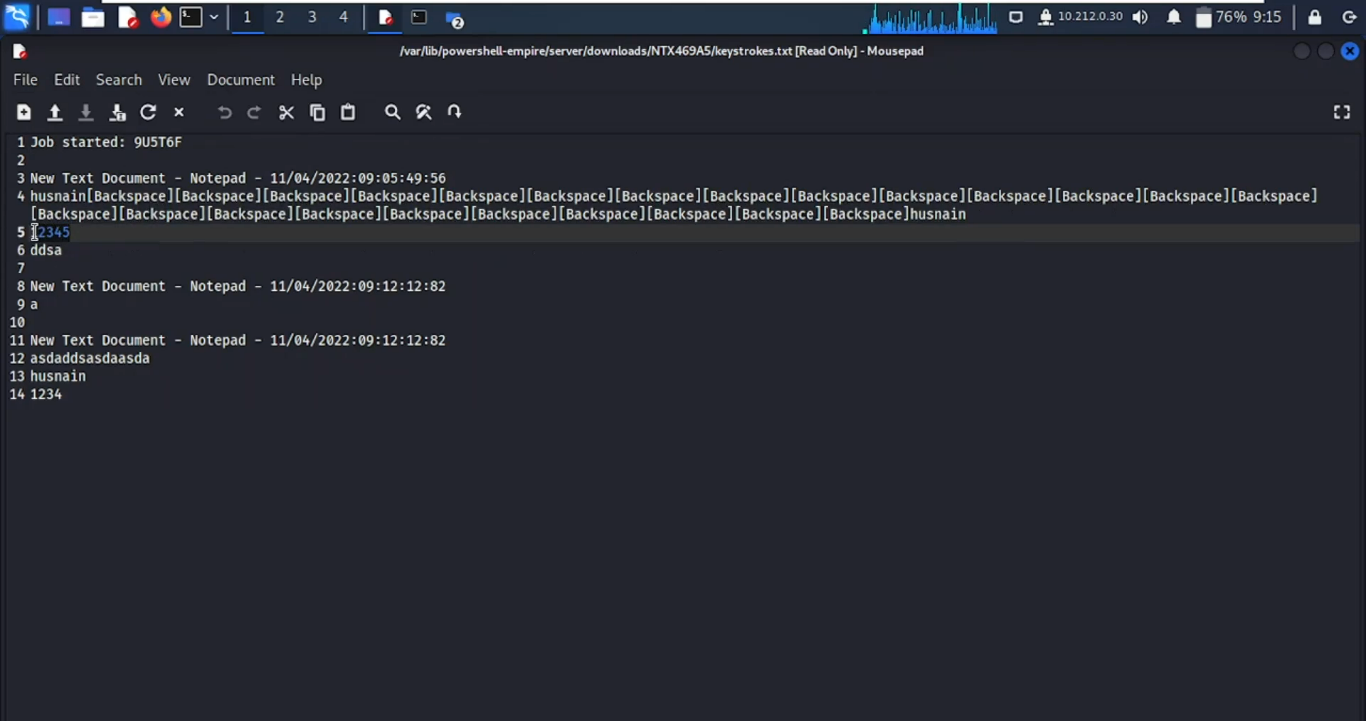 1 2 3 4 2 10.212.0.30 76% 9:15
/var/lib/powershell-empire/server/downloads/NTX469A5/keystrokes.txt [Read Only] - Mousepad
File Edit Search View Document Help
1 Job started: 9U5T6F
2
3 New Text Document - Notepad - 11/04/2022:09:05:49:56
4 husnain[Backspace][Backspace][Backspace][Backspace][Backspace][Backspace][Backspace][Backspace][Backspace][Backspace][Backspace][Backspace][Backspace][Backspace]
[Backspace][Backspace][Backspace][Backspace][Backspace][Backspace][Backspace][Backspace][Backspace][Backspace]husnain
5 12345
6 ddsa
7
8 New Text Document - Notepad - 11/04/2022:09:12:12:82
9 a
10
11 New Text Document - Notepad - 11/04/2022:09:12:12:82
12 asdaddsasdaasda
13 husnain
14 1234